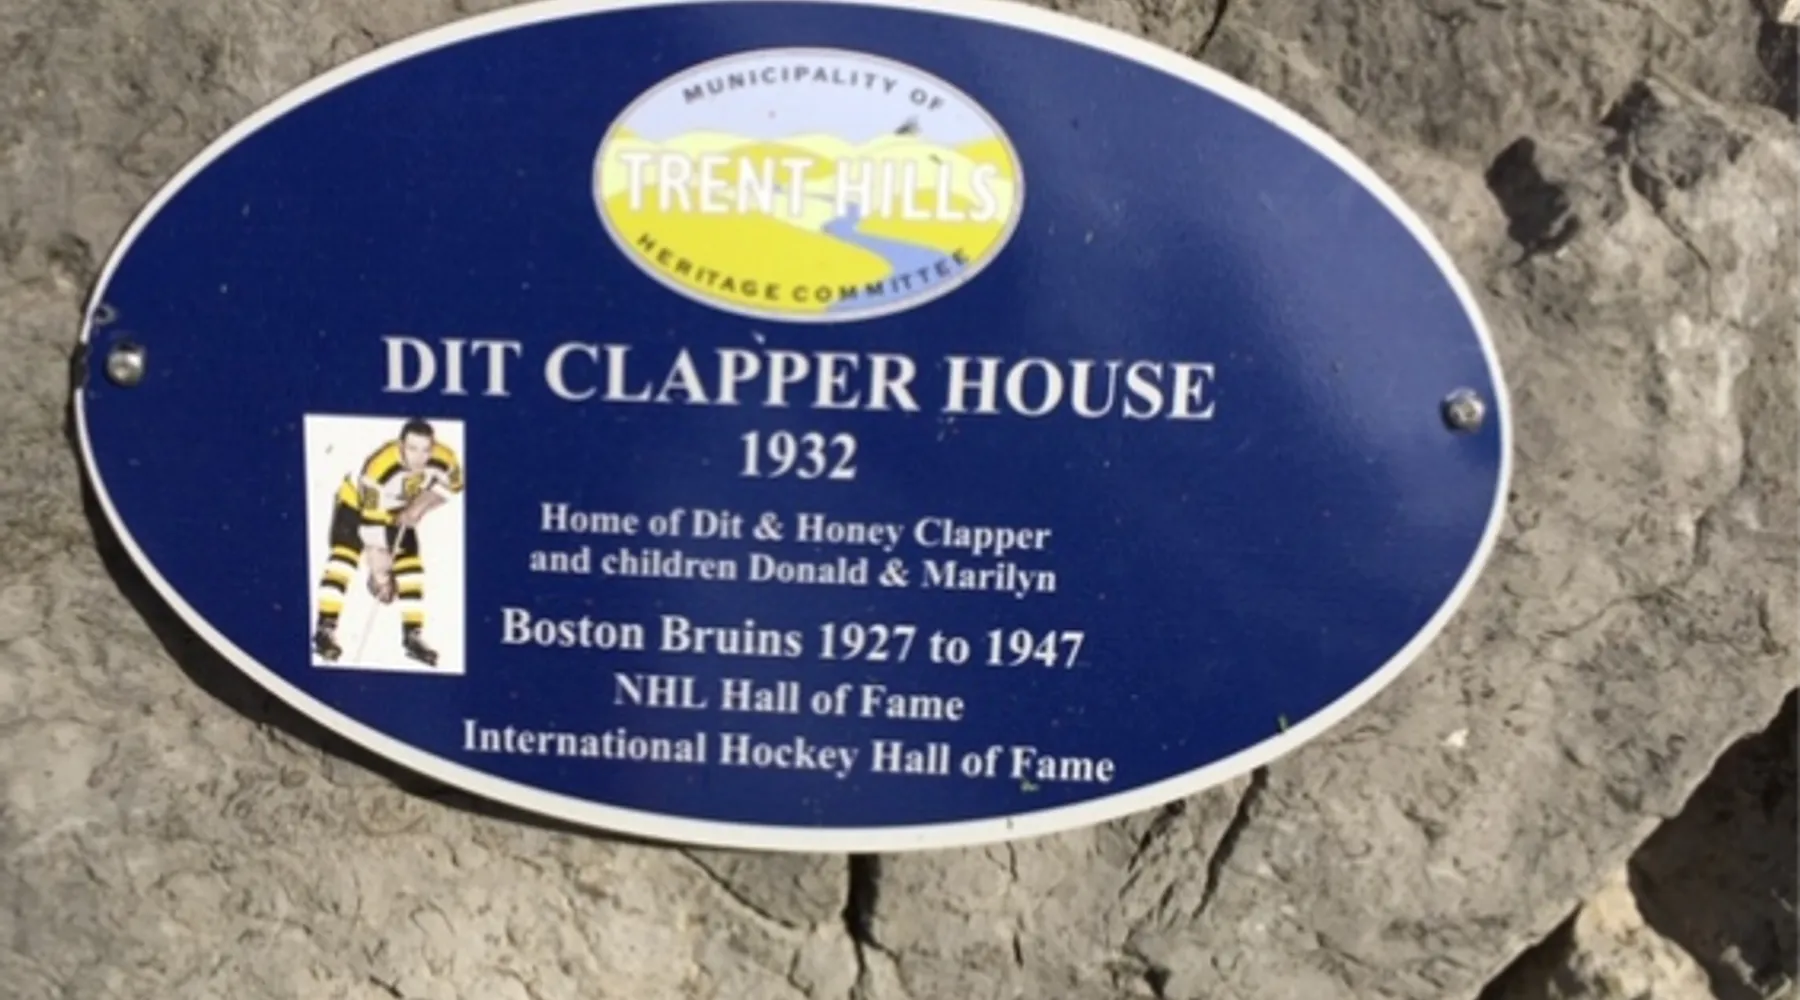 MUNICIPALITY OF
TRENT HILLS
HERITAGE COMMITTEE
DIT CLAPPER HOUSE
1932
Home of Dit & Honey Clapper
and children Donald & Marilyn
Boston Bruins 1927 to 1947
NHL Hall of Fame
International Hockey Hall of Fame